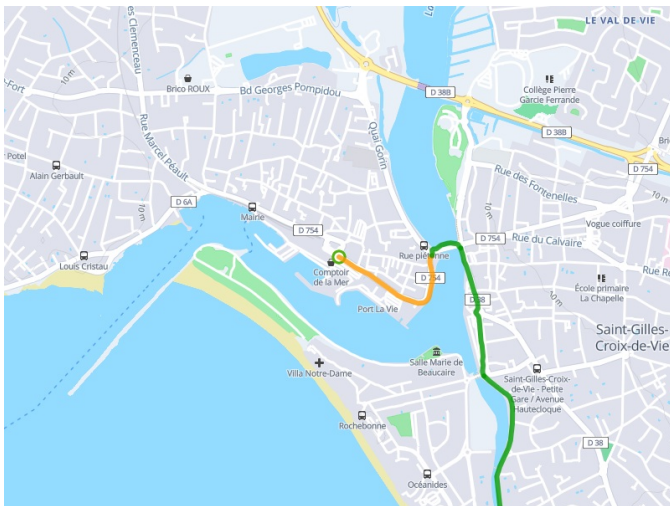 LE VAL DE VIE
es Clemenceau
-Fort
10 m
Brico ROUX
Bd Georges Pompidou
D 38B
Collège Pierre
Garcie Ferrande
D 38B
Quai Gorin
Rue Marcel Péault
Potel
Alain Gerbault
10 m
Rue des Fontenelles
Bri
D 754
10 m
D 6A
Mairie
D 754
Vogue coiffure
Rue piétonne
D 754
Rue du Calvaire
Rue R
Louis Cristau
Comptoir
de la Mer
D 754
D 38
10 m
École primaire
La Chapelle
Port La Vie
Saint-Gilles-
Croix-de-Vie
Salle Marie de
Beaucaire
Villa Notre-Dame
Saint-Gilles-Croix-
de-Vie - Petite
Gare / Avenue
Hautecloque
Rochebonne
D 38
Océanides